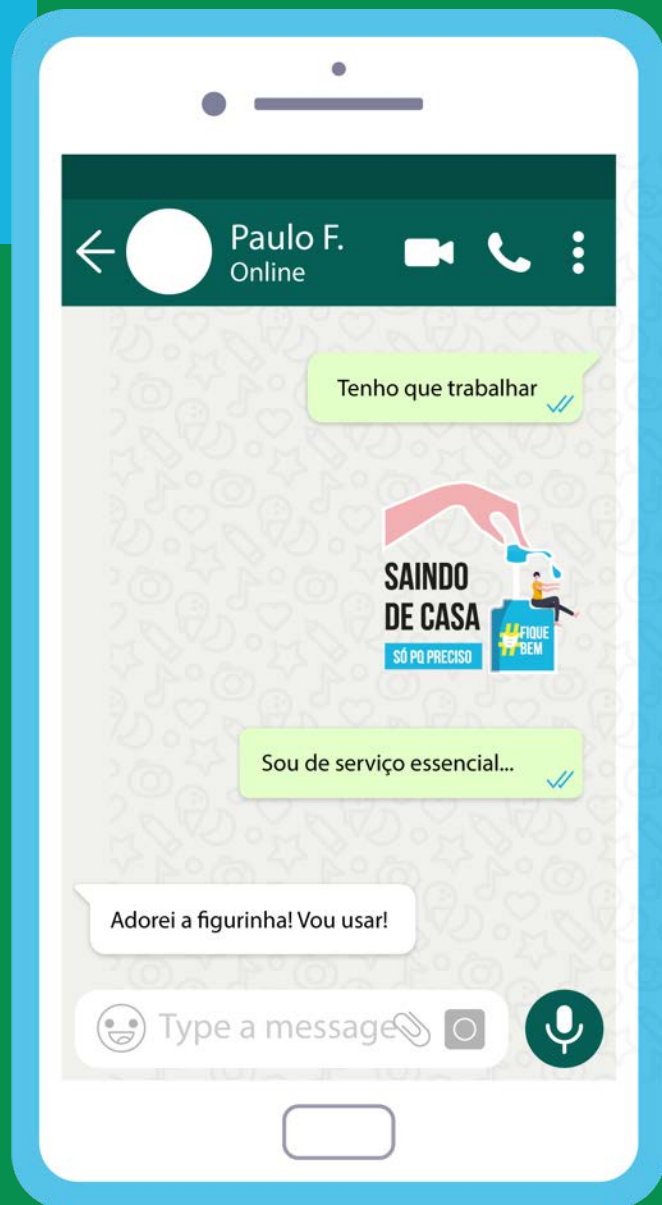 Paulo F.
Online
Tenho que trabalhar
SAINDO
DE CASA
SÓ PQ PRECISO
#FIQUE
BEM
Sou de serviço essencial...
Adorei a figurinha! Vou usar!
Type a message